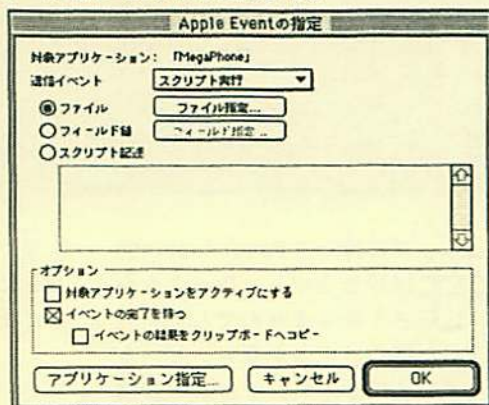 Apple Eventの指定
対象アプリケーション： 「MegaPhone」
送信イベント スクリプト実行
ファイル ファイル指定...
フィールド値 フィールド指定...
スクリプト記述
オプション
対象アプリケーションをアクティブにする
イベントの完了を待つ
イベントの結果をクリップボードへコピー
アプリケーション指定... キャンセル OK